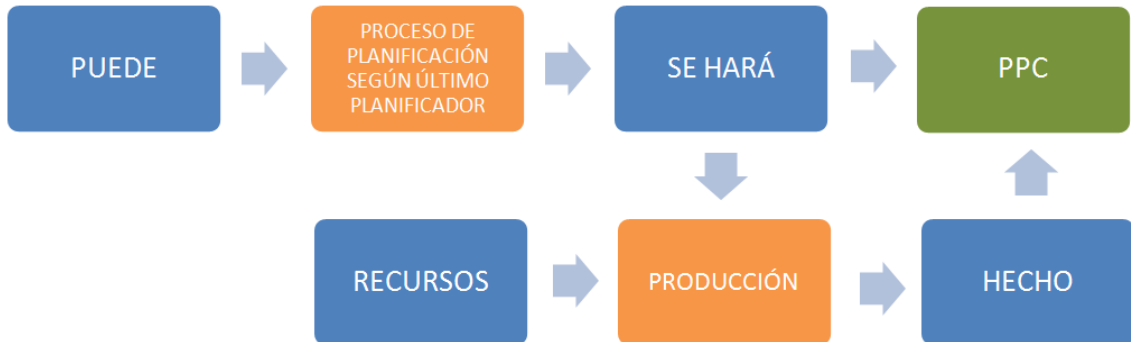 PUEDE
PROCESO DE
PLANIFICACIÓN
SEGÚN ÚLTIMO
PLANIFICADOR
SE HARÁ
PPC
RECURSOS
PRODUCCIÓN
HECHO